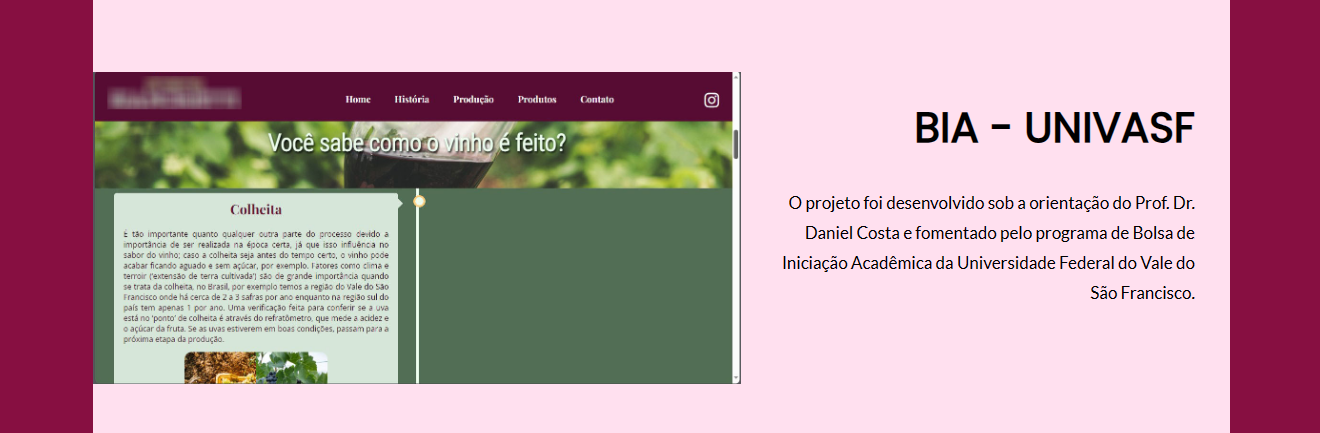 Home História Produção Produtos Contato
Você sabe como o vinho é feito?
Colheita
É tão importante quanto qualquer outra parte do processo devido a
importância de ser realizada na época certa, já que isso influência no
sabor do vinho; caso a colheita seja antes do tempo certo, o vinho pode
acabar ficando aguado e sem açúcar, por exemplo. Fatores como clima e
terroir ('extensão de terra cultivada') são de grande importância quando
se trata da colheita, no Brasil, por exemplo temos a região do Vale do São
Francisco onde há cerca de 2 a 3 safras por ano enquanto na região sul do
país tem apenas 1 por ano. Uma verificação feita para conferir se a uva
está no 'ponto' de colheita é através do refratômetro, que mede a acidez e
o açúcar da fruta. Se as uvas estiverem em boas condições, passam para a
próxima etapa da produção.
BIA - UNIVASF
O projeto foi desenvolvido sob a orientação do Prof. Dr.
Daniel Costa e fomentado pelo programa de Bolsa de
Iniciação Acadêmica da Universidade Federal do Vale do
São Francisco.